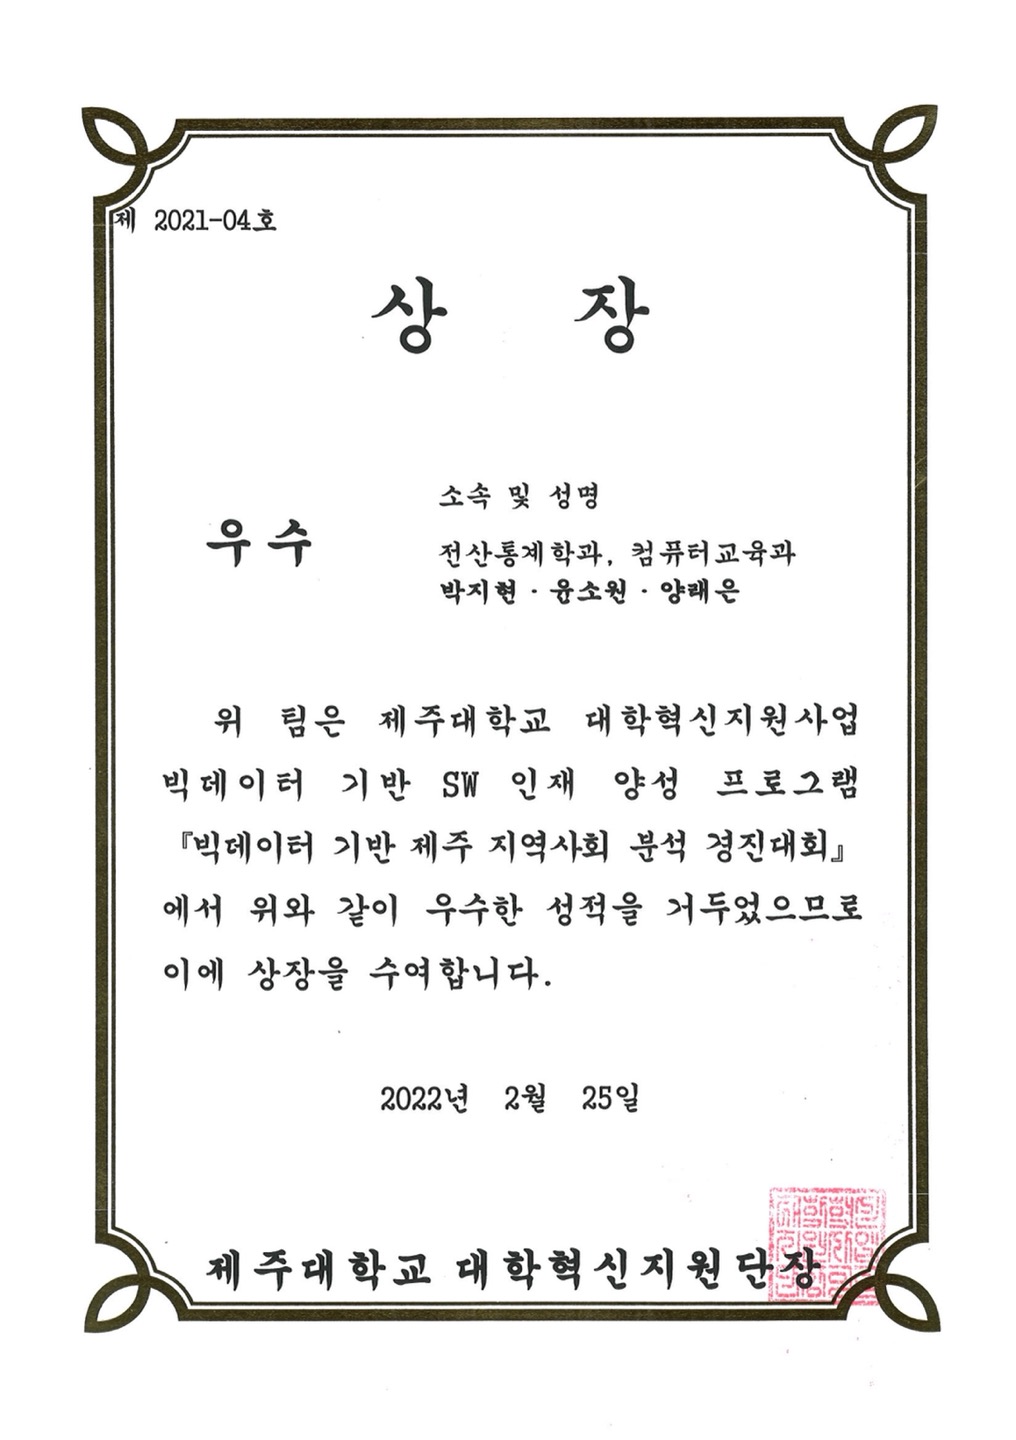 제 2021-04호
상 장
우수
소속 및 성명
전산통계학과, 컴퓨터교육과
박지현 · 윤소원 · 양래은
위 팀은 제주대학교 대학혁신지원사업
빅데이터 기반 SW 인재 양성 프로그램
『빅데이터 기반 제주 지역사회 분석 경진대회』
에서 위와 같이 우수한 성적을 거두었으므로
이에 상장을 수여합니다.
2022년 2월 25일
제주대학교 대학혁신지원단장